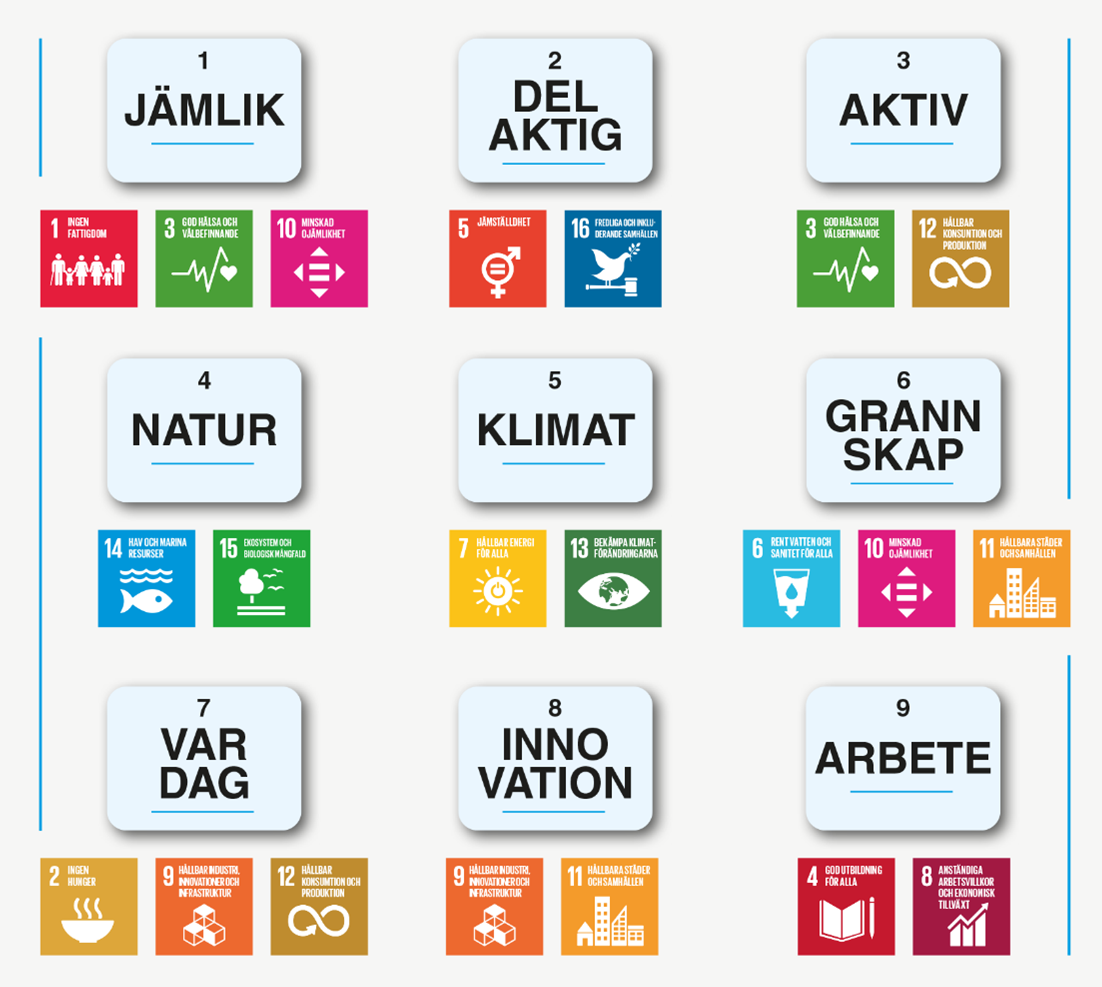 1
JÄMLIK
2
DEL
AKTIG
3
AKTIV
1 INGEN
FATTIGDOM
3 GOD HÄLSA OCH
VÄLBEFINNANDE
10 MINSKAD
OJÄMLIKHET
5 JÄMSTÄLLDHET
16 FREDLIGA OCH INKLU-
DERANDE SAMHÄLLEN
3 GOD HÄLSA OCH
VÄLBEFINNANDE
12 HÅLLBAR
KONSUMTION OCH
PRODUKTION
4
NATUR
5
KLIMAT
6
GRANN
SKAP
14 HAV OCH MARINA
RESURSER
15 EKOSYSTEM OCH
BIOLOGISK MÅNGFALD
7 HÅLLBAR ENERGI
FÖR ALLA
13 BEKÄMPA KLIMAT-
FÖRÄNDRINGARNA
6 RENT VATTEN OCH
SANITET FÖR ALLA
10 MINSKAD
OJÄMLIKHET
11 HÅLLBARA STÄDER
OCH SAMHÄLLEN
7
VAR
DAG
8
INNO
VATION
9
ARBETE
2 INGEN
HUNGER
9 HÅLLBAR INDUSTRI,
INNOVATIONER OCH
INFRASTRUKTUR
12 HÅLLBAR
KONSUMTION OCH
PRODUKTION
9 HÅLLBAR INDUSTRI,
INNOVATIONER OCH
INFRASTRUKTUR
11 HÅLLBARA STÄDER
OCH SAMHÄLLEN
4 GOD UTBILDNING
FÖR ALLA
8 ANSTÄNDIGA
ARBETSVILLKOR
OCH EKONOMISK
TILLVÄXT